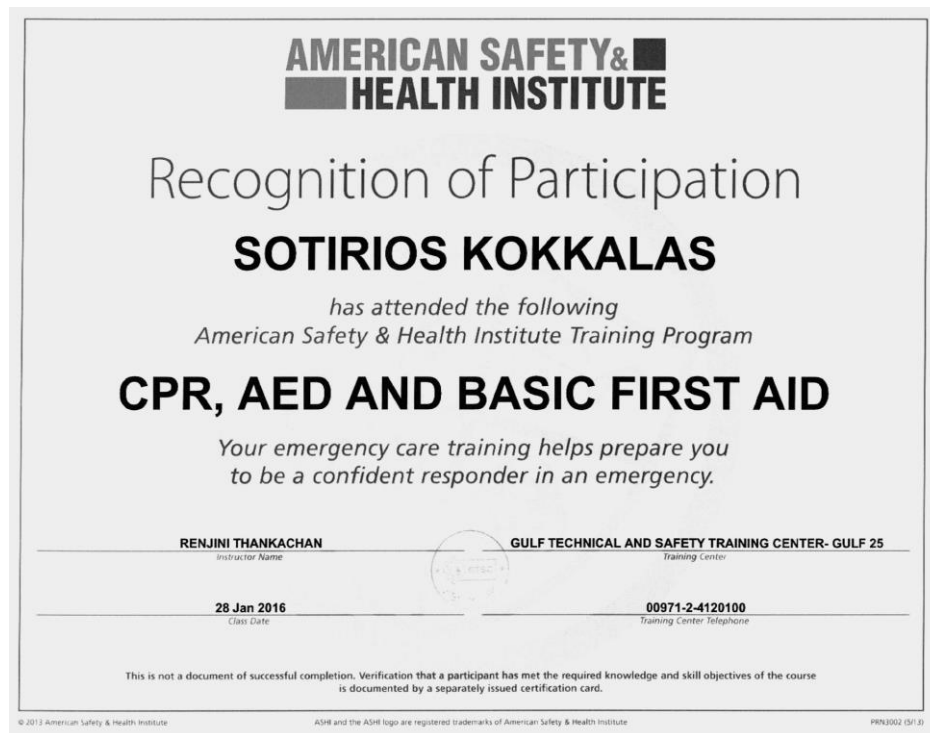 AMERICAN SAFETY&
HEALTH INSTITUTE
Recognition of Participation
SOTIRIOS KOKKALAS
has attended the following
American Safety & Health Institute Training Program
CPR, AED AND BASIC FIRST AID
Your emergency care training helps prepare you
to be a confident responder in an emergency.
RENJINI THANKACHAN
Instructor Name
GULF TECHNICAL AND SAFETY TRAINING CENTER- GULF 25
Training Center
28 Jan 2016
Class Date
00971-2-4120100
Training Center Telephone
This is not a document of successful completion. Verification that a participant has met the required knowledge and skill objectives of the course
is documented by a separately issued certification card.
© 2013 American Safety & Health Institute
ASHI and the ASHI logo are registered trademarks of American Safety & Health Institute
PRN3002 (5/13)